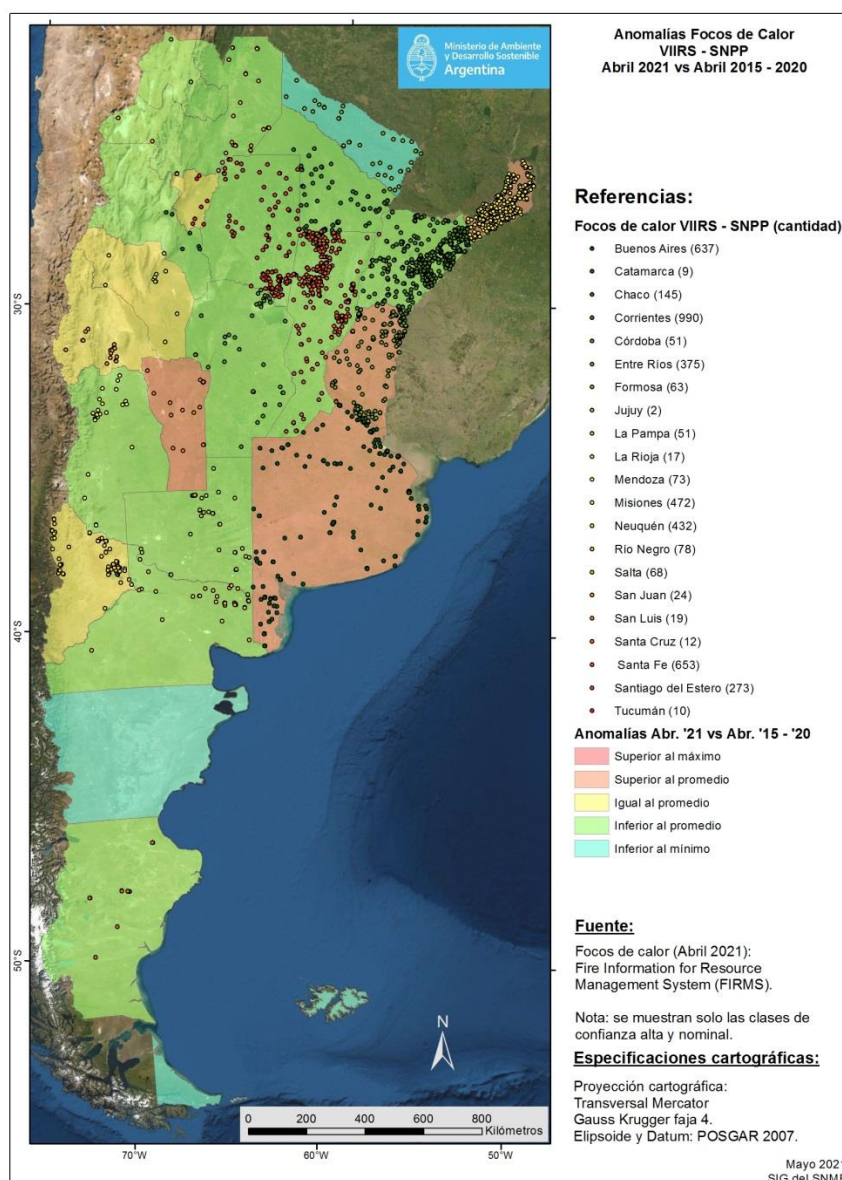 Ministerio de Ambiente
y Desarrollo Sostenible
Argentina
Anomalías Focos de Calor
VIIRS - SNPP
Abril 2021 vs Abril 2015 - 2020
Referencias:
Focos de calor VIIRS - SNPP (cantidad)
Buenos Aires (637)
Catamarca (9)
Chaco (145)
Corrientes (990)
Córdoba (51)
Entre Ríos (375)
Formosa (63)
Jujuy (2)
La Pampa (51)
La Rioja (17)
Mendoza (73)
Misiones (472)
Neuquén (432)
Río Negro (78)
Salta (68)
San Juan (24)
San Luis (19)
Santa Cruz (12)
Santa Fe (653)
Santiago del Estero (273)
Tucumán (10)
Anomalías Abr. '21 vs Abr. '15 - '20
Superior al máximo
Superior al promedio
Igual al promedio
Inferior al promedio
Inferior al mínimo
Fuente:
Focos de calor (Abril 2021):
Fire Information for Resource
Management System (FIRMS).
Nota: se muestran solo las clases de
confianza alta y nominal.
Especificaciones cartográficas:
Proyección cartográfica:
Transversal Mercator
Gauss Krugger faja 4.
Elipsoide y Datum: POSGAR 2007.
Mayo 2021
SIG del SNMF
30°S
40°S
50°S
N
0 200 400 600 800
Kilómetros
70°W 60°W 50°W